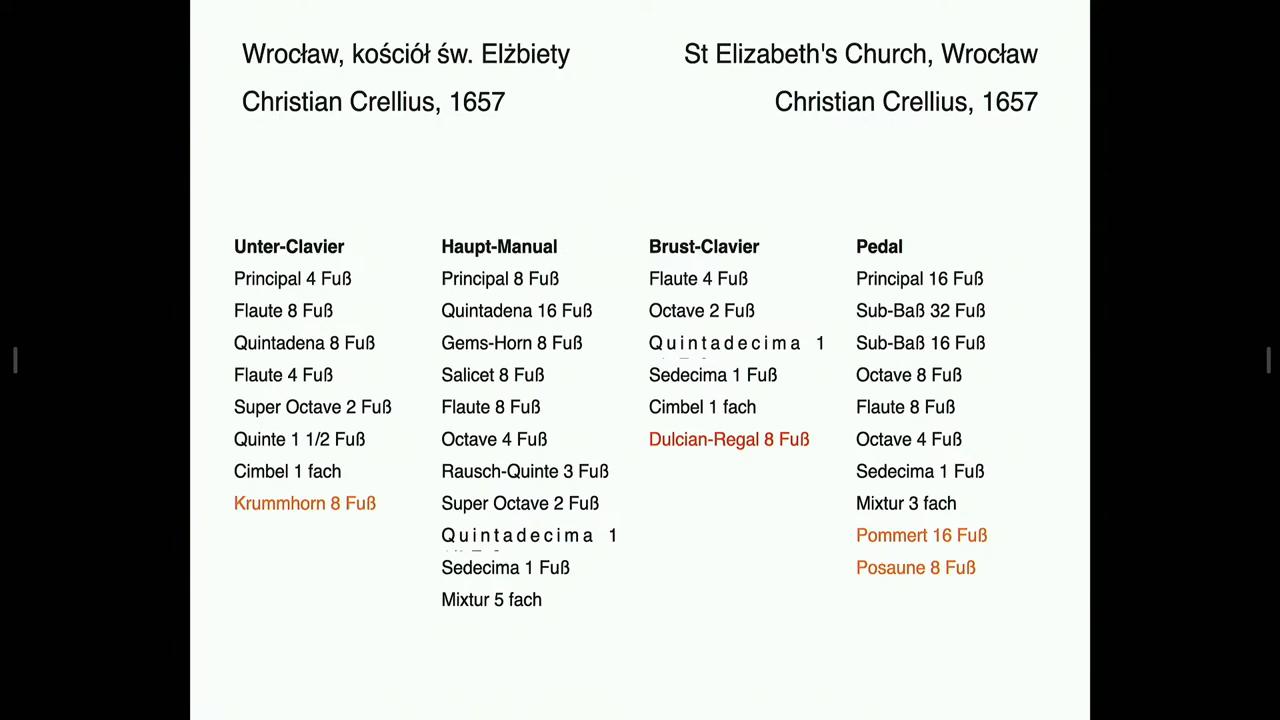 Wrocław, kościół św. Elżbiety
Christian Crellius, 1657
St Elizabeth's Church, Wrocław
Christian Crellius, 1657
Unter-Clavier
Principal 4 Fuß
Flaute 8 Fuß
Quintadena 8 Fuß
Flaute 4 Fuß
Super Octave 2 Fuß
Quinte 1 1/2 Fuß
Cimbel 1 fach
Krummhorn 8 Fuß
Haupt-Manual
Principal 8 Fuß
Quintadena 16 Fuß
Gems-Horn 8 Fuß
Salicet 8 Fuß
Flaute 8 Fuß
Octave 4 Fuß
Rausch-Quinte 3 Fuß
Super Octave 2 Fuß
Quintadecima 1
Sedecima 1 Fuß
Mixtur 5 fach
Brust-Clavier
Flaute 4 Fuß
Octave 2 Fuß
Quintadecima 1
Sedecima 1 Fuß
Cimbel 1 fach
Dulcian-Regal 8 Fuß
Pedal
Principal 16 Fuß
Sub-Baß 32 Fuß
Sub-Baß 16 Fuß
Octave 8 Fuß
Flaute 8 Fuß
Octave 4 Fuß
Sedecima 1 Fuß
Mixtur 3 fach
Pommert 16 Fuß
Posaune 8 Fuß